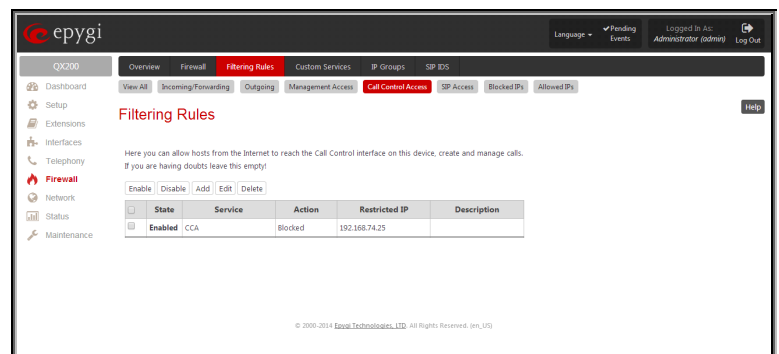 epygi
Language
Pending Events
Logged In As:
Administrator (admin)
Log Out
QX200
Overview Firewall Filtering Rules Custom Services IP Groups SIP IDS
Dashboard
Setup
Extensions
Interfaces
Telephony
Firewall
Network
Status
Maintenance
View All Incoming/Forwarding Outgoing Management Access Call Control Access SIP Access Blocked IPs Allowed IPs
Help
Filtering Rules
Here you can allow hosts from the Internet to reach the Call Control interface on this device, create and manage calls.
If you are having doubts leave this empty!
Enable Disable Add Edit Delete
State Service Action Restricted IP Description
Enabled CCA Blocked 192.168.74.25
© 2000-2014 Epygi Technologies, LTD. All Rights Reserved. (en_US)